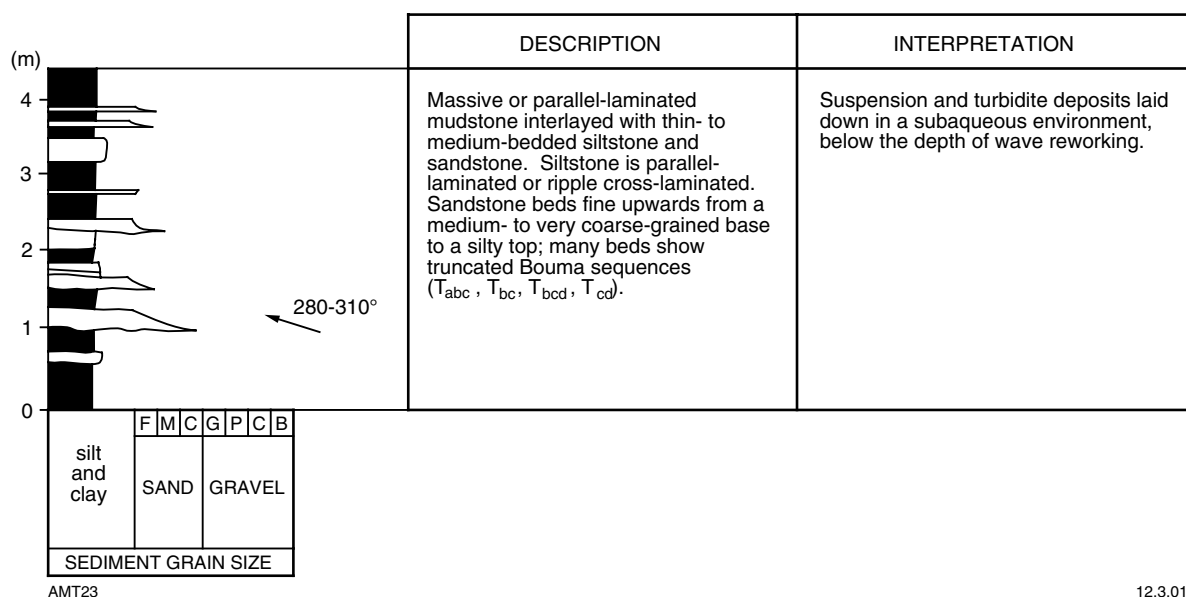 DESCRIPTION
INTERPRETATION
(m)
4
3
2
1
0
280-310°
Massive or parallel-laminated
mudstone interlayed with thin- to
medium-bedded siltstone and
sandstone. Siltstone is parallel-
laminated or ripple cross-laminated.
Sandstone beds fine upwards from a
medium- to very coarse-grained base
to a silty top; many beds show
truncated Bouma sequences
(Tabc , Tbc, Tbcd , Tcd).
Suspension and turbidite deposits laid
down in a subaqueous environment,
below the depth of wave reworking.
F M C G P C B
silt
and
clay
SAND GRAVEL
SEDIMENT GRAIN SIZE
AMT23
12.3.01